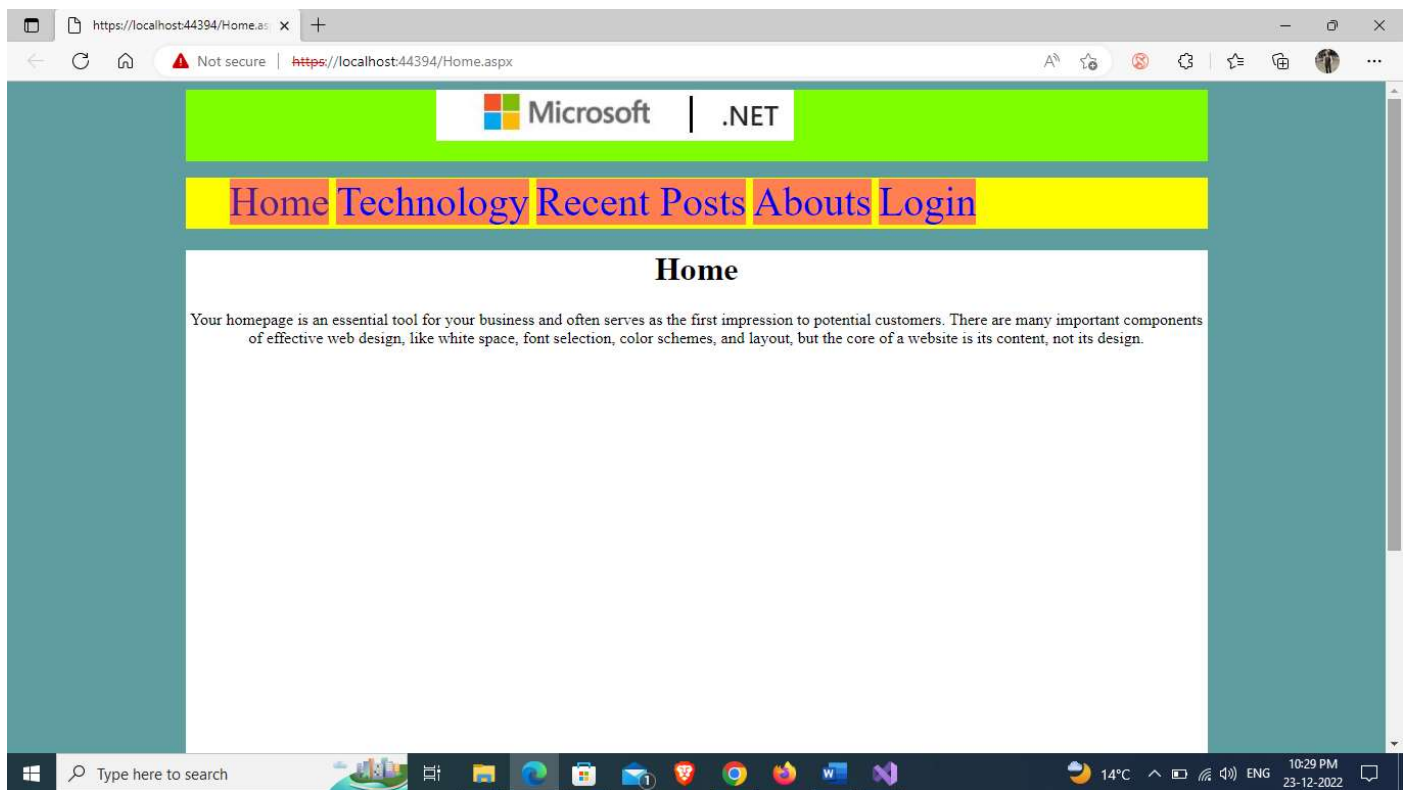 https://localhost:44394/Home.as
Not secure | https://localhost:44394/Home.aspx
Microsoft | .NET
Home Technology Recent Posts Abouts Login
Home
Your homepage is an essential tool for your business and often serves as the first impression to potential customers. There are many important components
of effective web design, like white space, font selection, color schemes, and layout, but the core of a website is its content, not its design.
Type here to search
14°C ENG
10:29 PM
23-12-2022